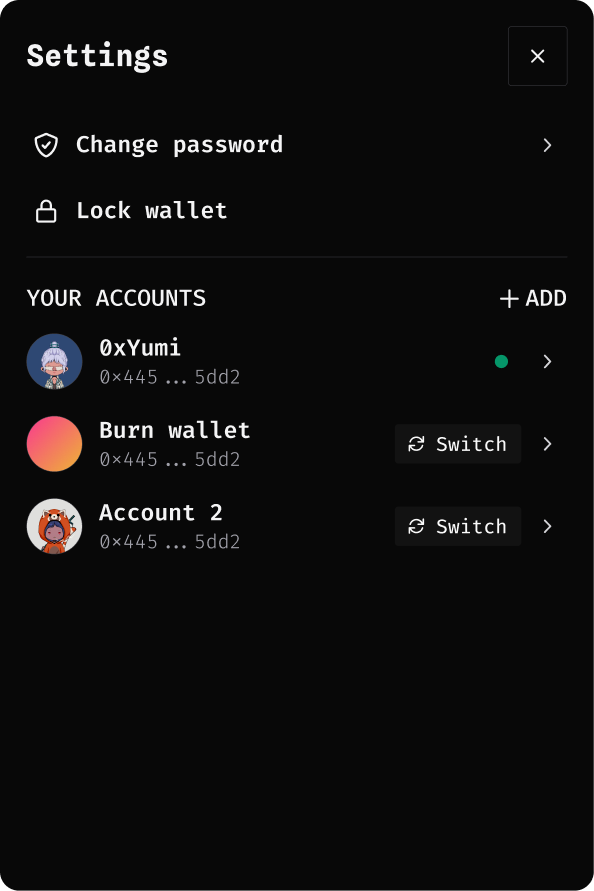 Settings
Change password
Lock wallet
YOUR ACCOUNTS
ADD
0xYumi
0×445...5dd2
Burn wallet
0×445...5dd2
Switch
Account 2
0×445...5dd2
Switch